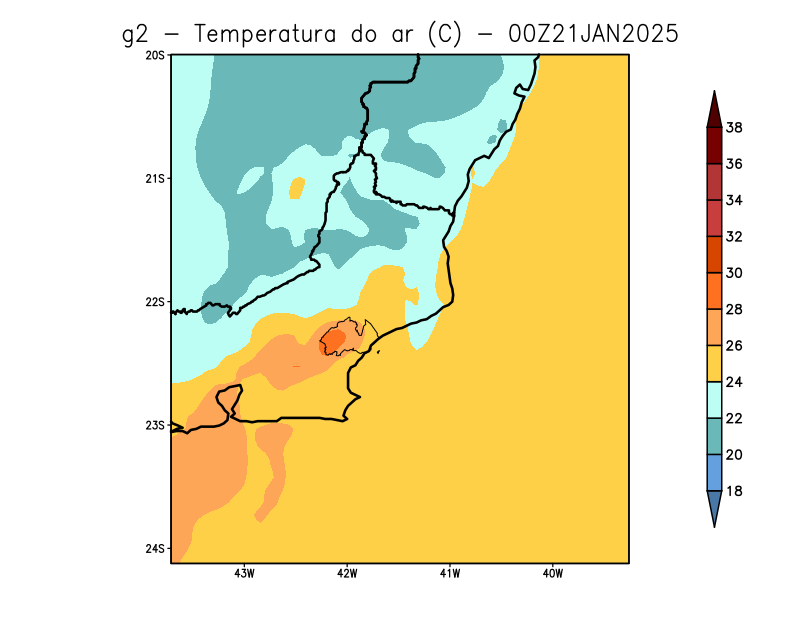 g2 – Temperatura do ar (C) – 00Z21JAN2025
20S
21S
22S
23S
24S
43W
42W
41W
40W
38
36
34
32
30
28
26
24
22
20
18